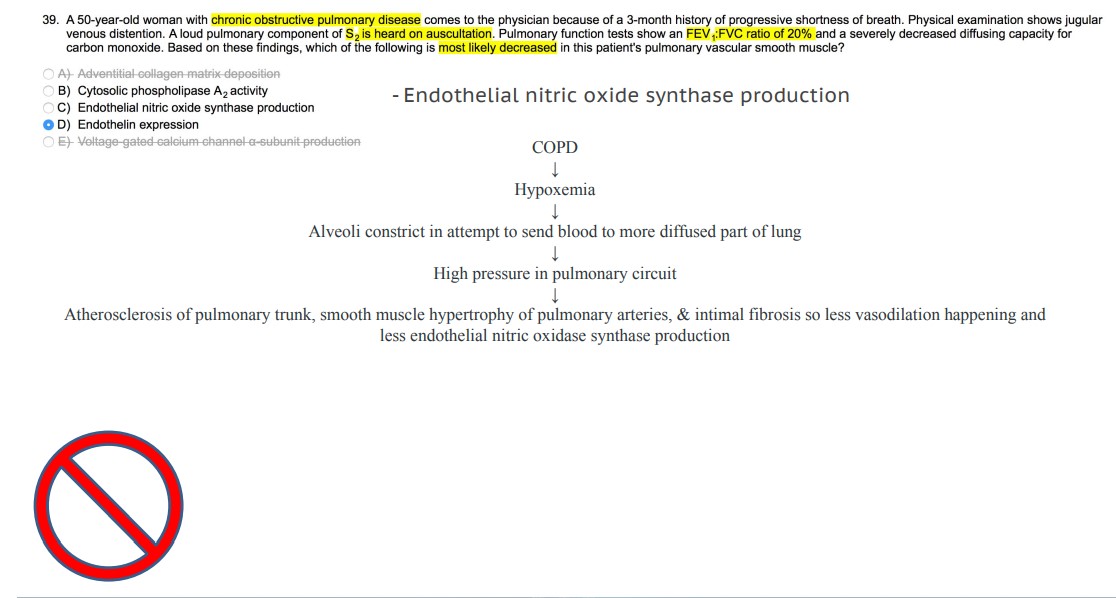 39. A 50-year-old woman with chronic obstructive pulmonary disease comes to the physician because of a 3-month history of progressive shortness of breath. Physical examination shows jugular
venous distention. A loud pulmonary component of S₂ is heard on auscultation. Pulmonary function tests show an FEV₁:FVC ratio of 20% and a severely decreased diffusing capacity for
carbon monoxide. Based on these findings, which of the following is most likely decreased in this patient's pulmonary vascular smooth muscle?
A) Adventitial collagen matrix deposition
B) Cytosolic phospholipase A₂ activity
C) Endothelial nitric oxide synthase production
D) Endothelin expression
E) Voltage-gated calcium channel α-subunit production
- Endothelial nitric oxide synthase production
COPD
↓
Hypoxemia
↓
Alveoli constrict in attempt to send blood to more diffused part of lung
↓
High pressure in pulmonary circuit
↓
Atherosclerosis of pulmonary trunk, smooth muscle hypertrophy of pulmonary arteries, & intimal fibrosis so less vasodilation happening and
less endothelial nitric oxidase synthase production